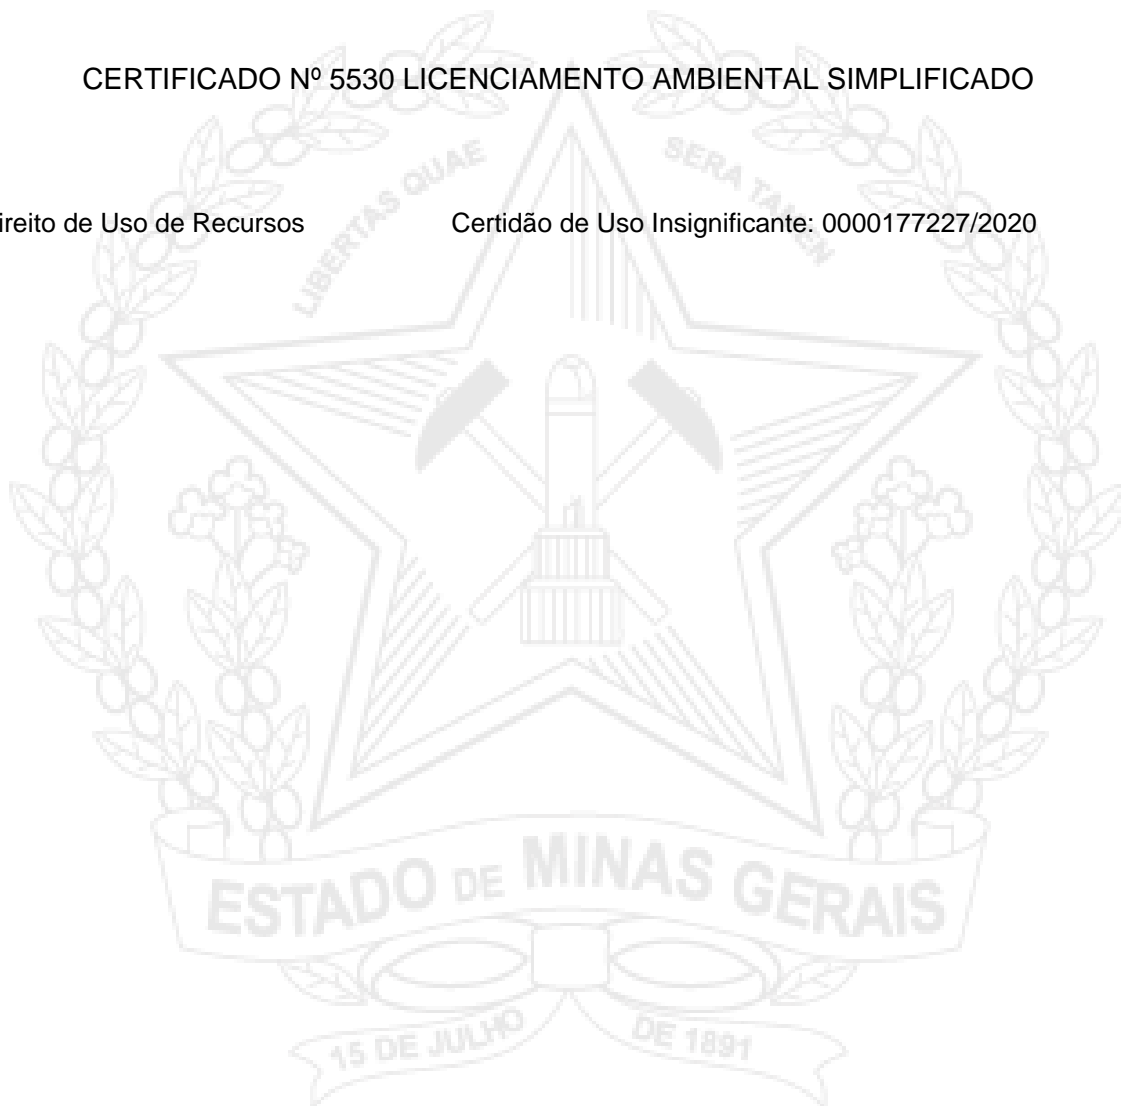 CERTIFICADO Nº 5530 LICENCIAMENTO AMBIENTAL SIMPLIFICADO
LIBERTAS QUAE SERA TAMEN
ireito de Uso de Recursos Certidão de Uso Insignificante: 0000177227/2020
ESTADO DE MINAS GERAIS
15 DE JULHO DE 1891